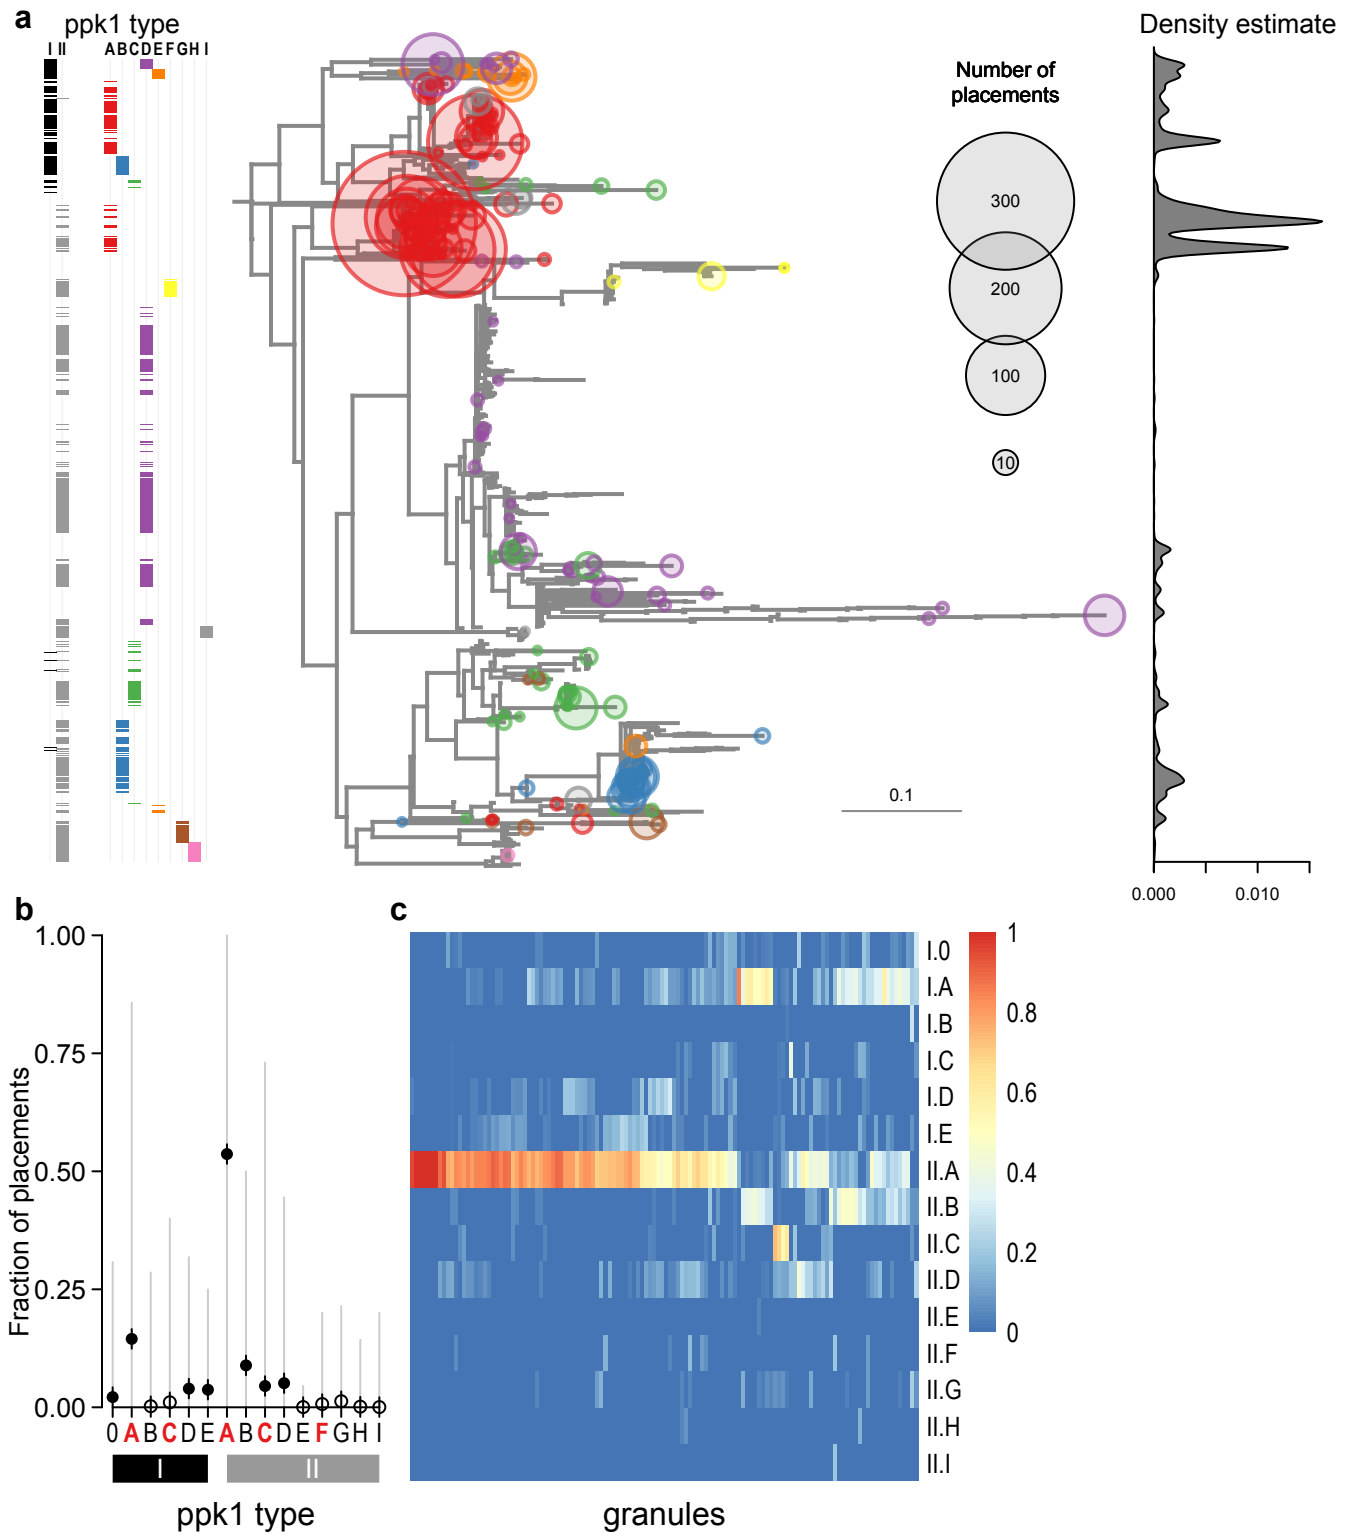 a
ppk1 type
Density estimate
I II A B C D E F G H I
Number of
placements
300
200
100
10
0.1
0.000 0.010
b
c
1.00
0.75
0.50
0.25
0.00
Fraction of placements
0 A B C D E A B C D E F G H I
I II
ppk1 type
I.0
I.A
I.B
I.C
I.D
I.E
II.A
II.B
II.C
II.D
II.E
II.F
II.G
II.H
II.I
1
0.8
0.6
0.4
0.2
0
granules